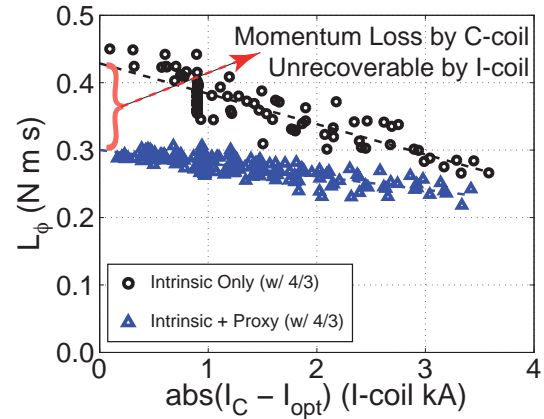 Momentum Loss by C-coil
Unrecoverable by I-coil
0.5
0.4
0.3
0.2
0.1
0.0
L_ϕ (N m s)
Intrinsic Only (w/ 4/3)
Intrinsic + Proxy (w/ 4/3)
0 1 2 3 4
abs(I_C − I_opt) (I-coil kA)